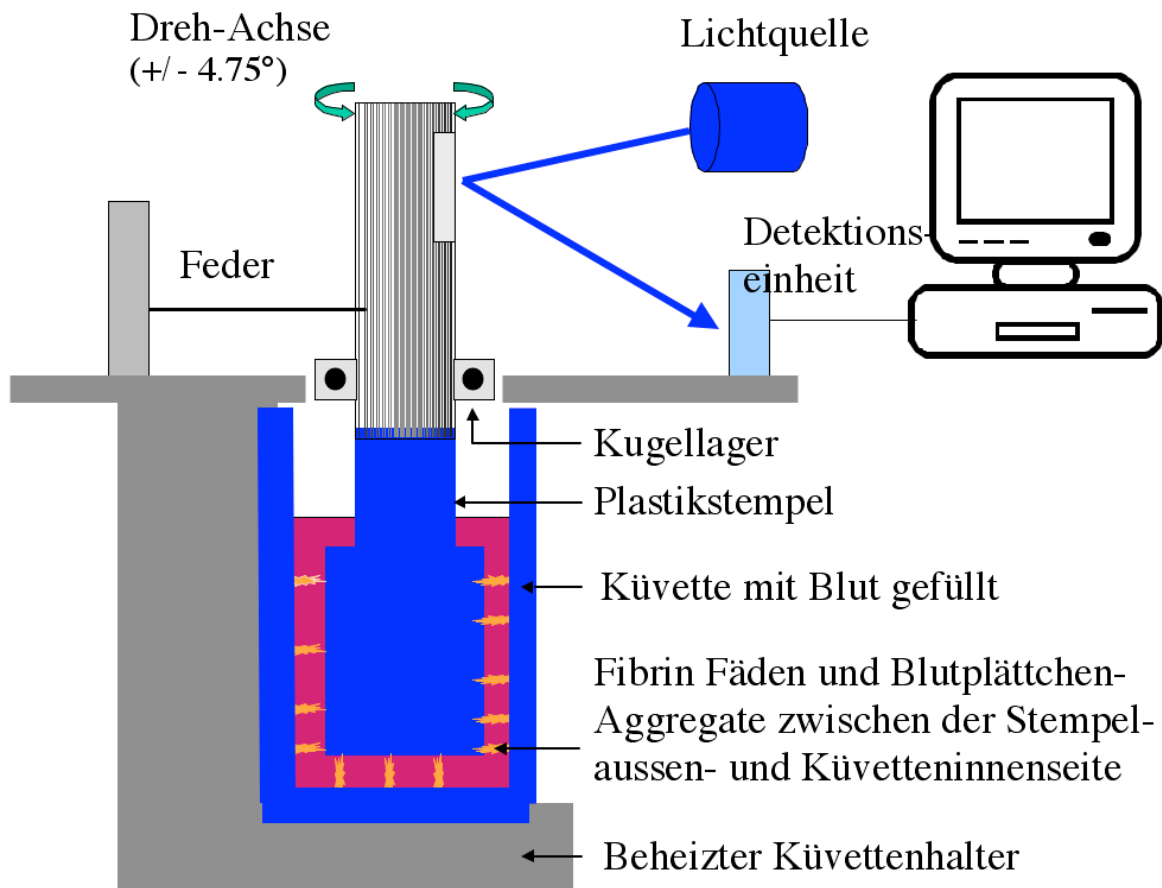 Dreh-Achse
(+/- 4.75°)
Lichtquelle
Feder
Detektions-
einheit
Kugellager
Plastikstempel
Küvette mit Blut gefüllt
Fibrin Fäden und Blutplättchen-
Aggregate zwischen der Stempel-
aussen- und Küvetteninnenseite
Beheizter Küvettenhalter